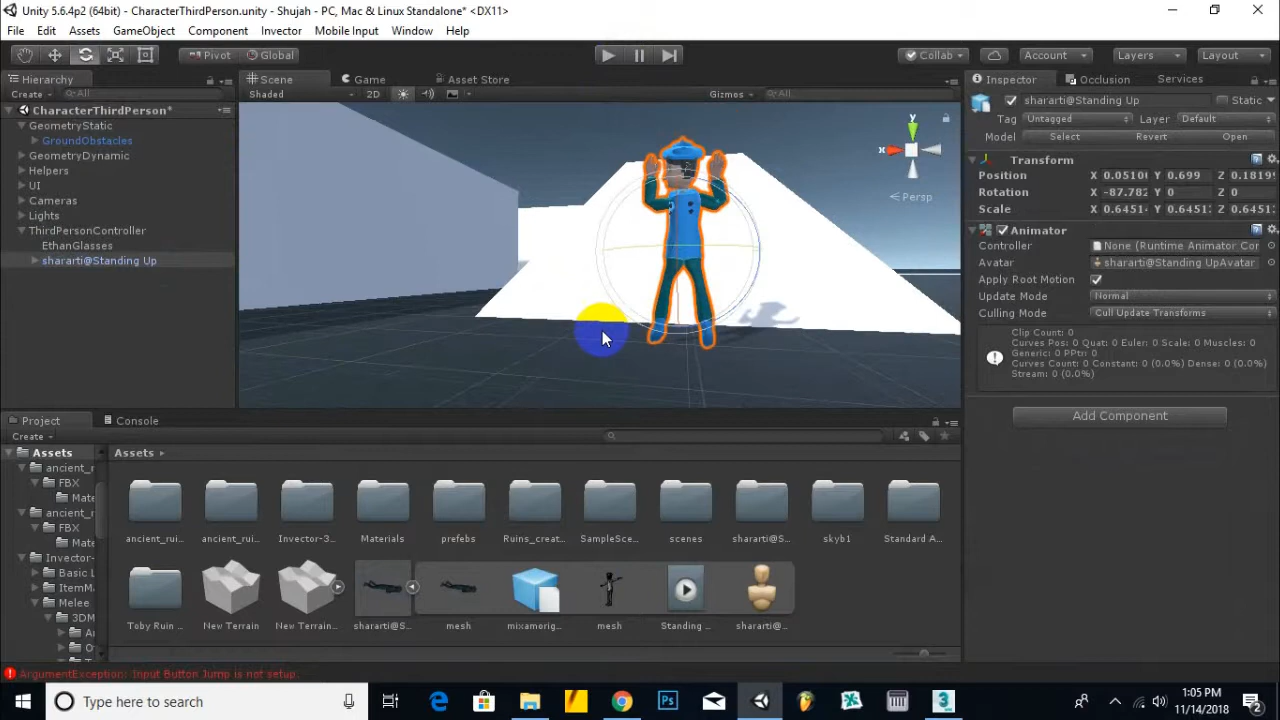 Unity 5.6.4p2 (64bit) - CharacterThirdPerson.unity - Shujah - PC, Mac & Linux Standalone* <DX11>
File Edit Assets GameObject Component Invector Mobile Input Window Help
Pivot Global Collab Account Layers Layout
Hierarchy Scene Game Asset Store Inspector Occlusion Services
Create All Shaded 2D Gizmos All shararti@Standing Up Static
CharacterThirdPerson*
GeometryStatic
GroundObstacles
GeometryDynamic
Helpers
UI
Cameras
Lights
ThirdPersonController
EthanGlasses
shararti@Standing Up
y
x
Persp
Tag Untagged Layer Default
Model Select Revert Open
Transform
Position X 0.0510 Y 0.699 Z 0.1819
Rotation X -87.782 Y 0 Z 0
Scale X 0.6451 Y 0.6451 Z 0.6451
Animator
Controller None (Runtime Animator Cor
Avatar shararti@Standing UpAvatar
Apply Root Motion
Update Mode Normal
Culling Mode Cull Update Transforms
Clip Count: 0
Curves Pos: 0 Quat: 0 Euler: 0 Scale: 0 Muscles: 0
Generic: 0 PPtr: 0
Curves Count: 0 Constant: 0 (0.0%) Dense: 0 (0.0%)
Stream: 0 (0.0%)
Add Component
Project Console
Create
Assets
ancient_r
FBX
Mate
ancient_r
FBX
Mate
Invector-
Basic L
ItemM
Melee
3DM
Assets
ancient_rui... ancient_rui... Invector-3... Materials prefebs Ruins_creat... SampleSce... scenes shararti@S... skyb1 Standard A...
Toby Ruin ... New Terrain New Terrain... shararti@S... mesh mixamorig... mesh Standing ... shararti@...
ArgumentException: Input Button Jump is not setup.
Type here to search
1:05 PM
11/14/2018
2